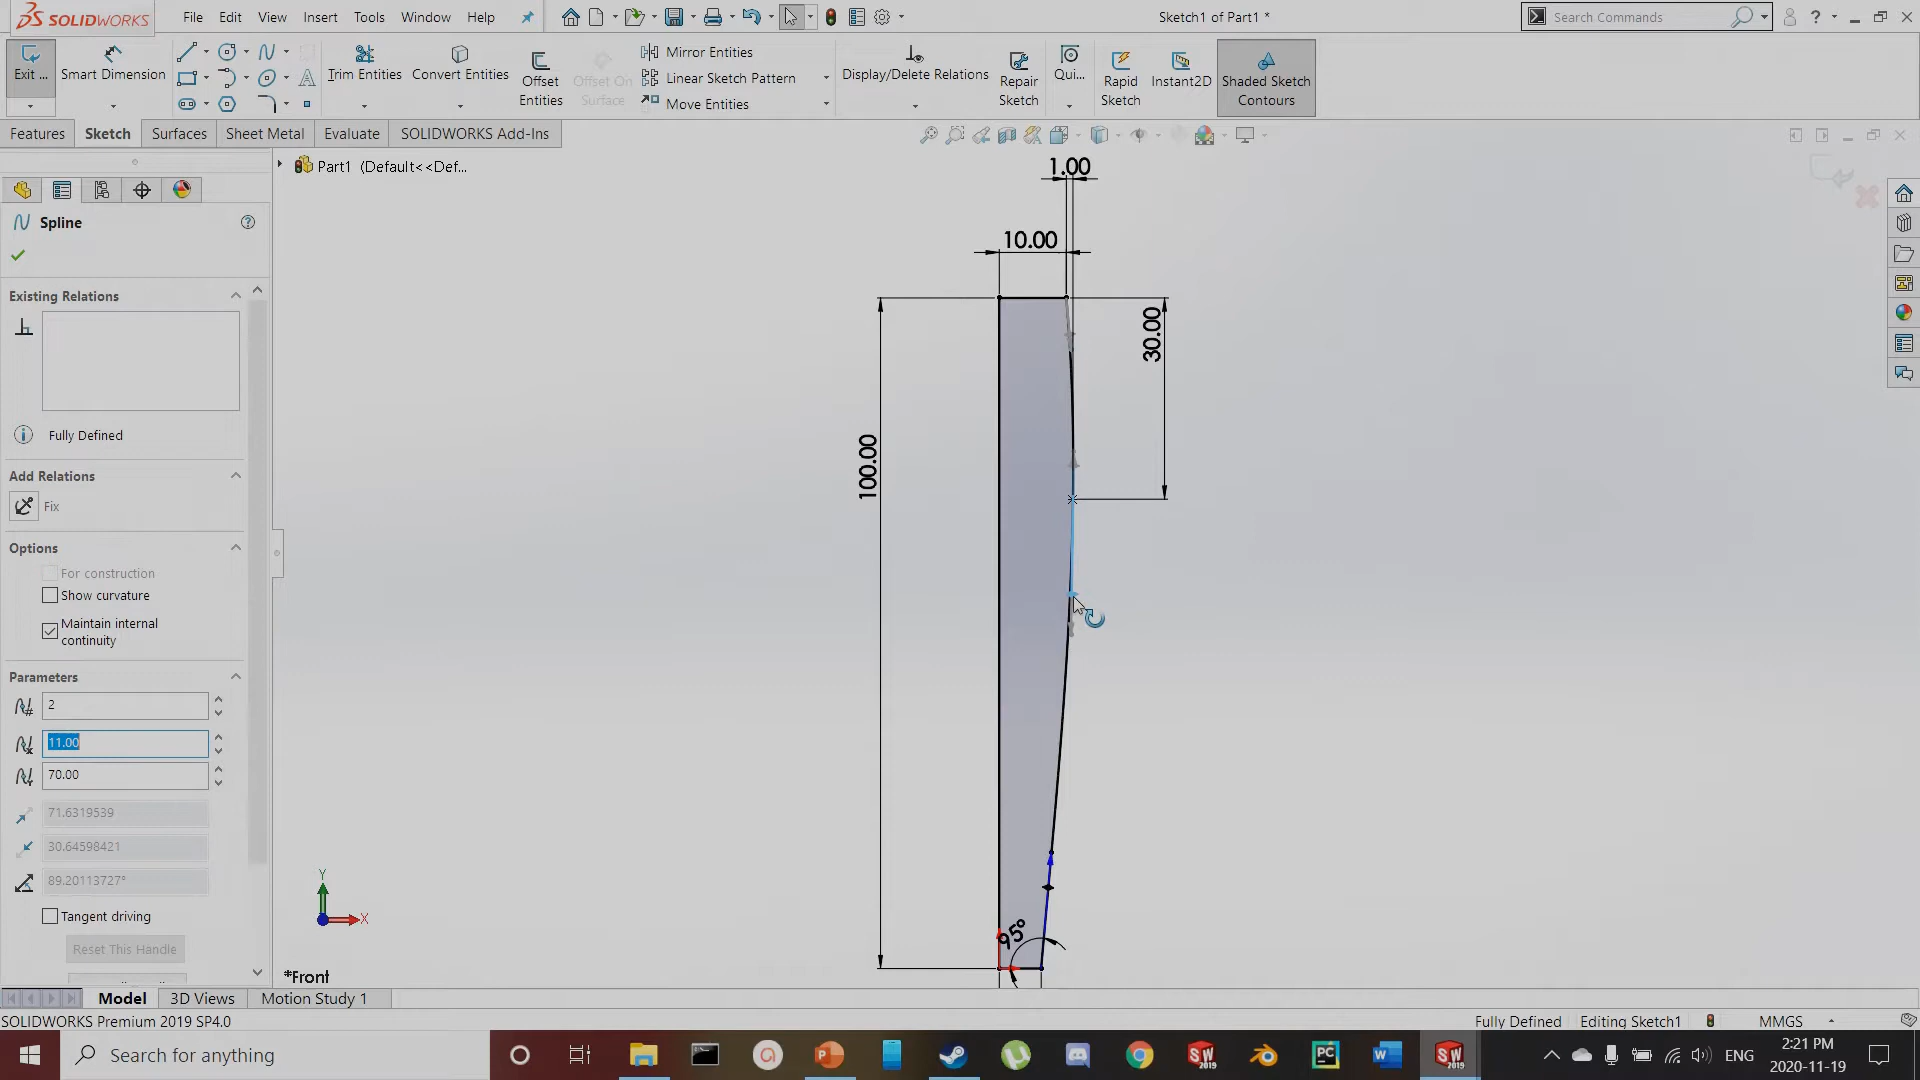 SOLIDWORKS File Edit View Insert Tools Window Help Sketch1 of Part1 * Search Commands ?
Exit ... Smart Dimension Trim Entities Convert Entities Offset Entities Offset On Surface Mirror Entities Linear Sketch Pattern Move Entities Display/Delete Relations Repair Sketch Qui... Rapid Sketch Instant2D Shaded Sketch Contours
Features Sketch Surfaces Sheet Metal Evaluate SOLIDWORKS Add-Ins
Part1 (Default<<Def...
Spline
Existing Relations
Fully Defined
Add Relations
Fix
Options
For construction
Show curvature
Maintain internal
continuity
Parameters
2
11.00
70.00
71.6319539
30.64598421
89.20113727°
Tangent driving
Reset This Handle
1.00
10.00
30.00
100.00
95°
Y
X
*Front
Model 3D Views Motion Study 1
SOLIDWORKS Premium 2019 SP4.0 Fully Defined Editing Sketch1 MMGS
Search for anything ENG 2:21 PM
2020-11-19